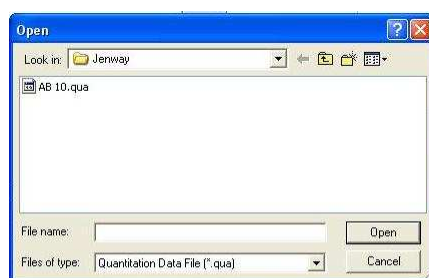 Open
Look in: Jenway
AB 10.qua
File name: Open
Files of type: Quantitation Data File (*.qua) Cancel